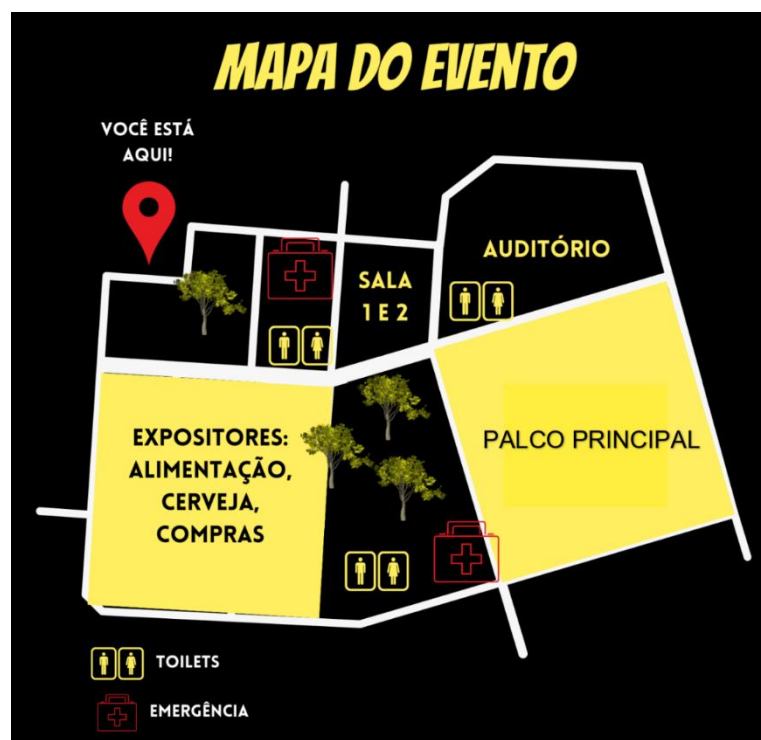 MAPA DO EVENTO
VOCÊ ESTÁ
AQUI!
AUDITÓRIO
SALA
1 E 2
EXPOSITORES:
ALIMENTAÇÃO,
CERVEJA,
COMPRAS
PALCO PRINCIPAL
TOILETS
EMERGÊNCIA